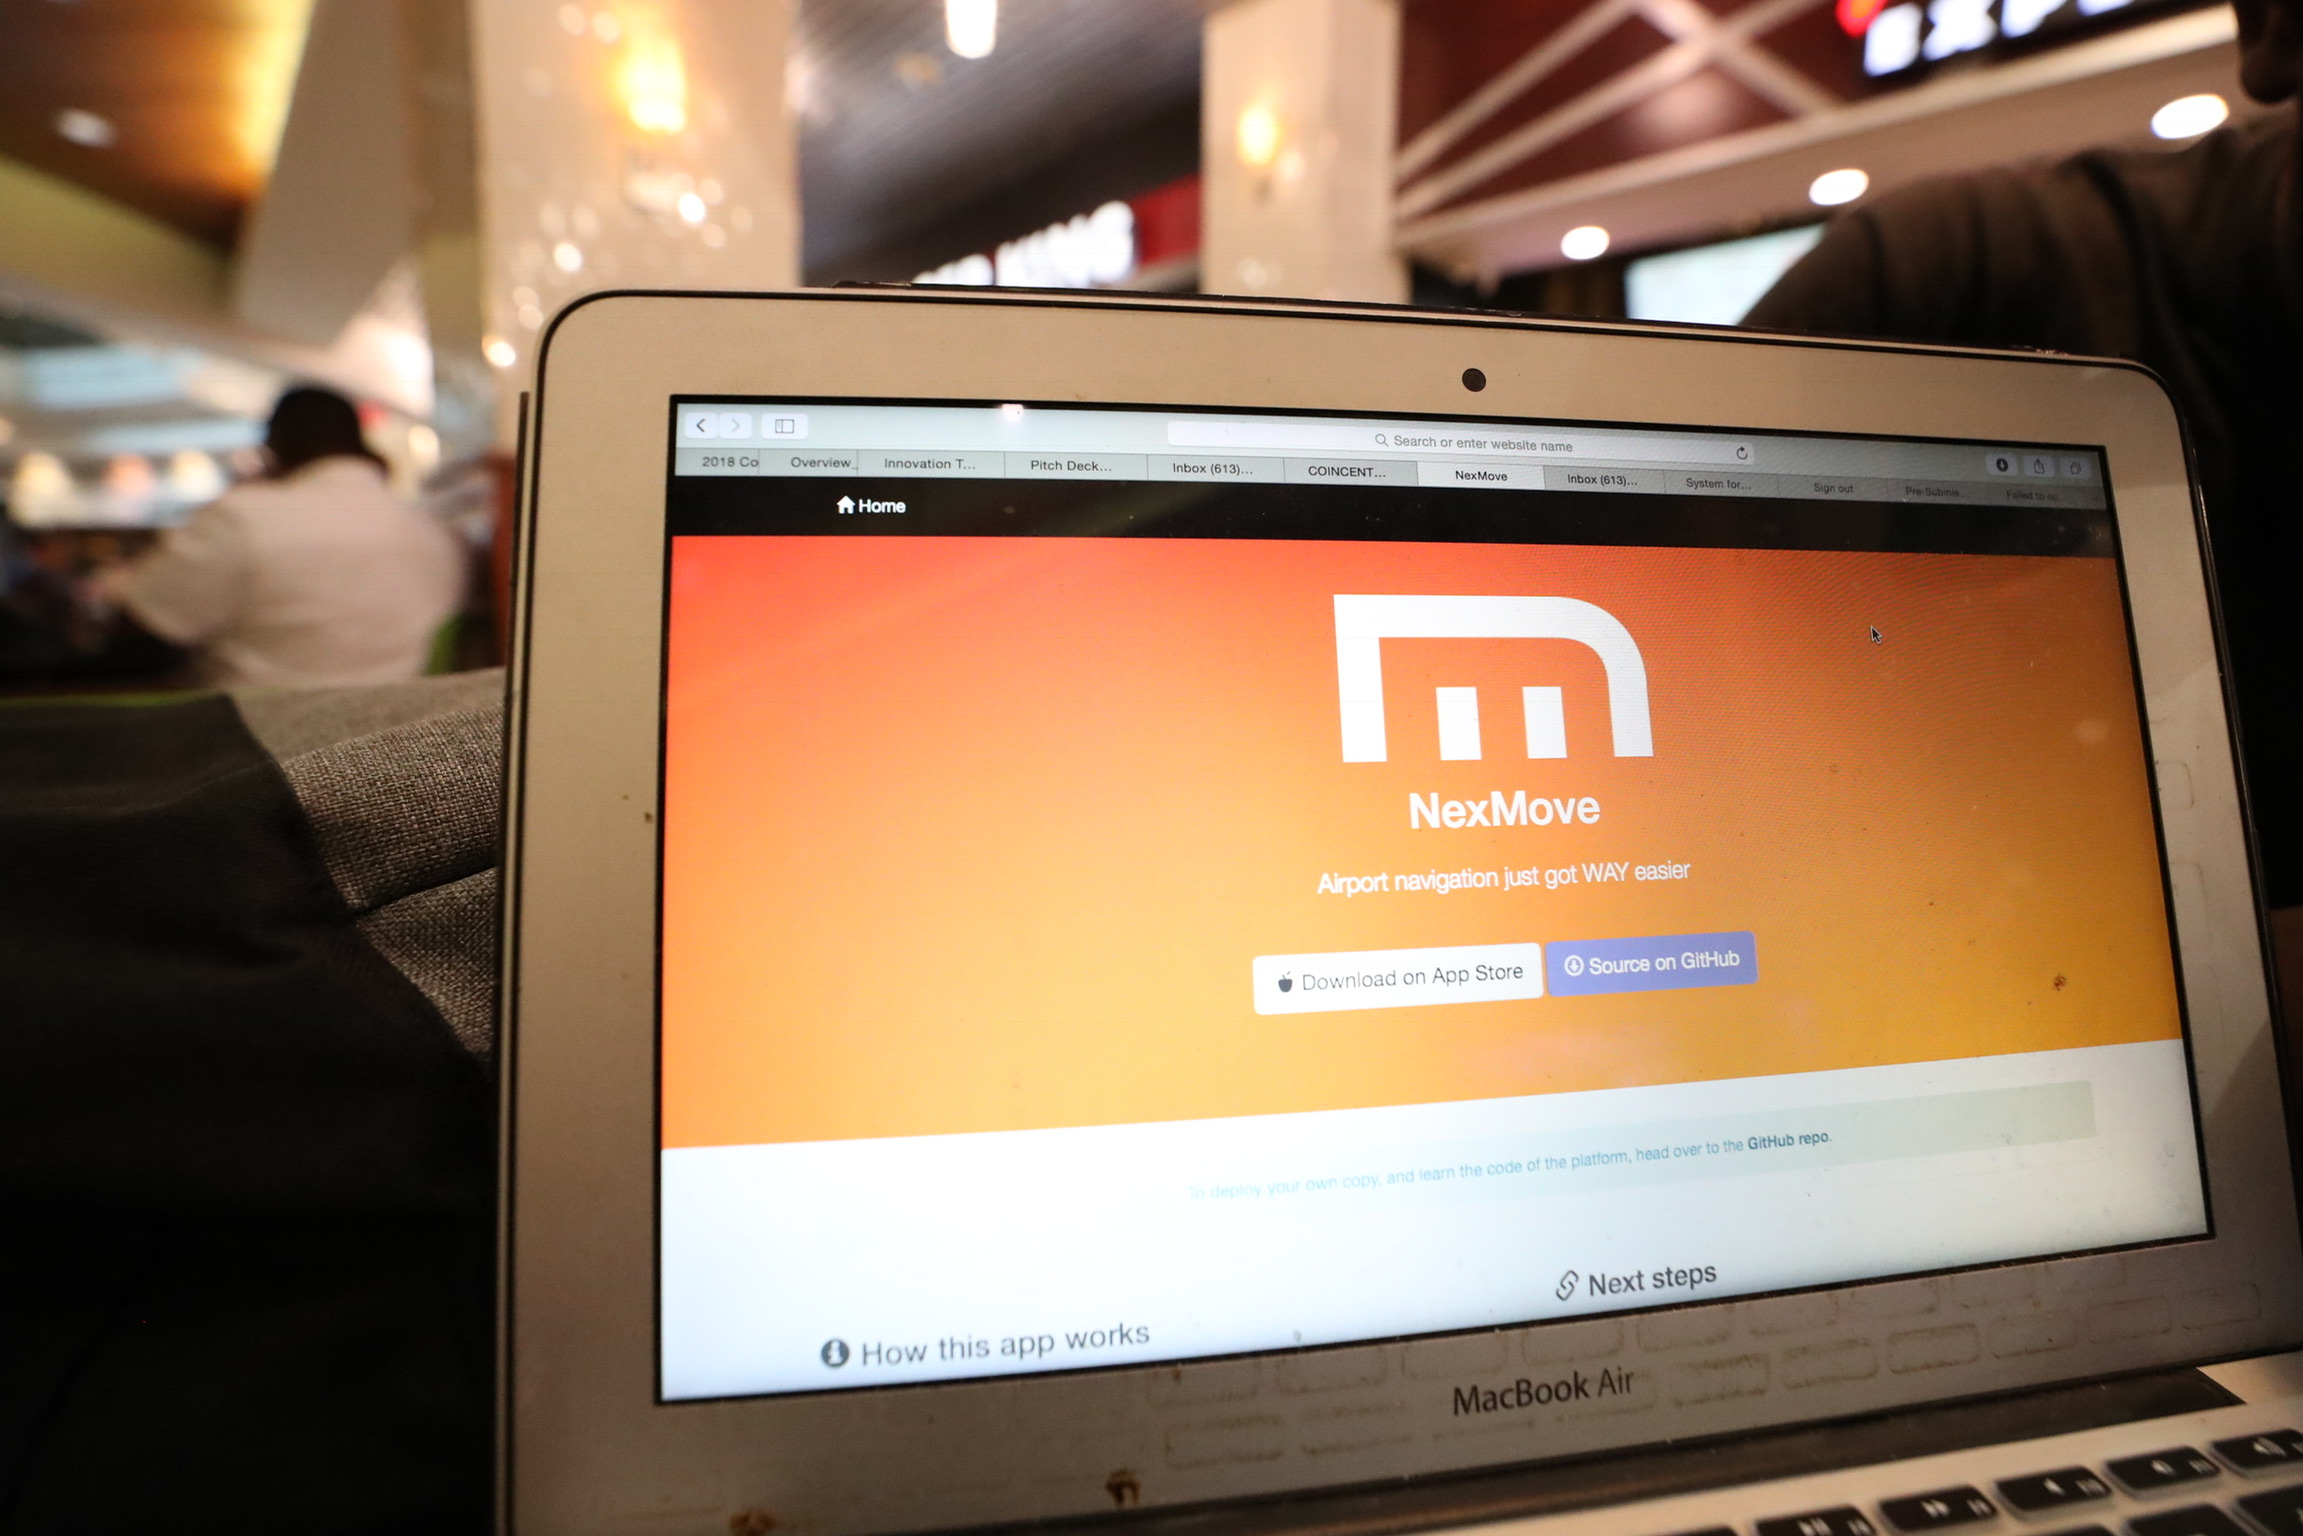 EXPR
KING
Search or enter website name
2018 Co
Overview
Innovation T...
Pitch Deck...
Inbox (613)...
COINCENT...
NexMove
Inbox (613)...
System for...
Sign out
Pre-Submis
Failed to op
Home
NexMove
Airport navigation just got WAY easier
Download on App Store
Source on GitHub
To deploy your own copy, and learn the code of the platform, head over to the GitHub repo.
Next steps
How this app works
MacBook Air